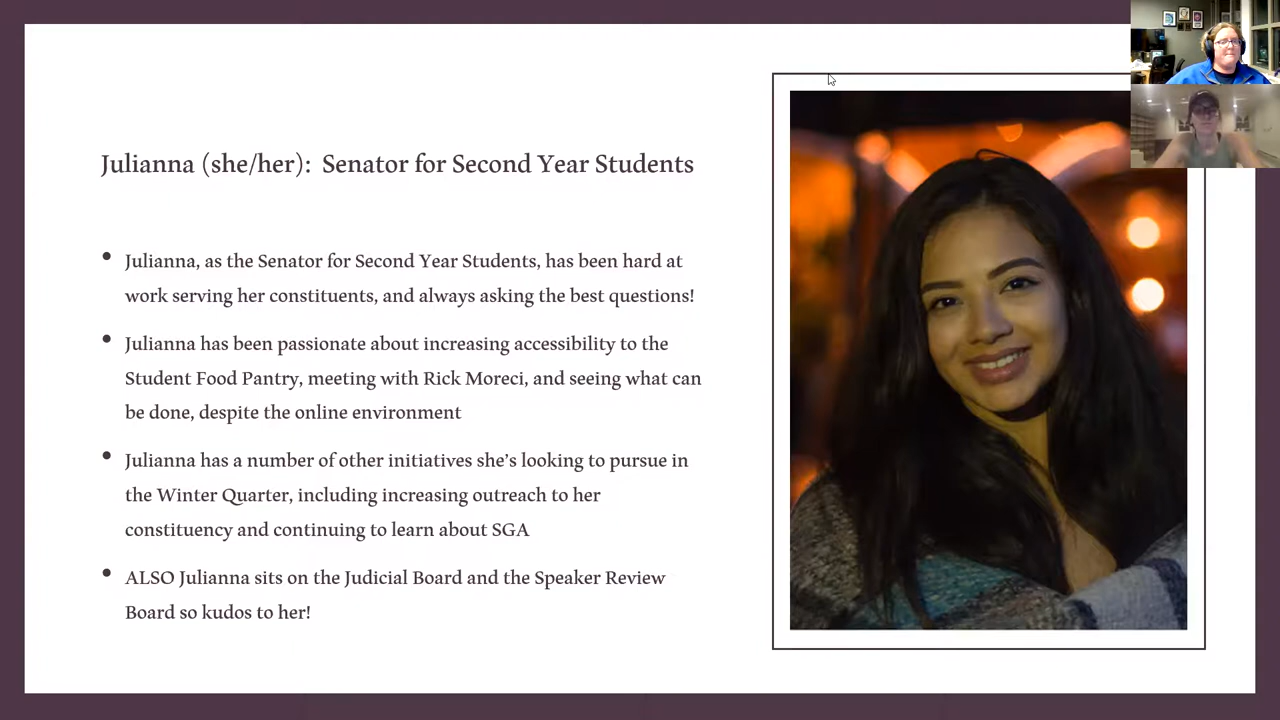 Julianna (she/her):  Senator for Second Year Students
• Julianna, as the Senator for Second Year Students, has been hard at
work serving her constituents, and always asking the best questions!
• Julianna has been passionate about increasing accessibility to the
Student Food Pantry, meeting with Rick Moreci, and seeing what can
be done, despite the online environment
• Julianna has a number of other initiatives she’s looking to pursue in
the Winter Quarter, including increasing outreach to her
constituency and continuing to learn about SGA
• ALSO Julianna sits on the Judicial Board and the Speaker Review
Board so kudos to her!